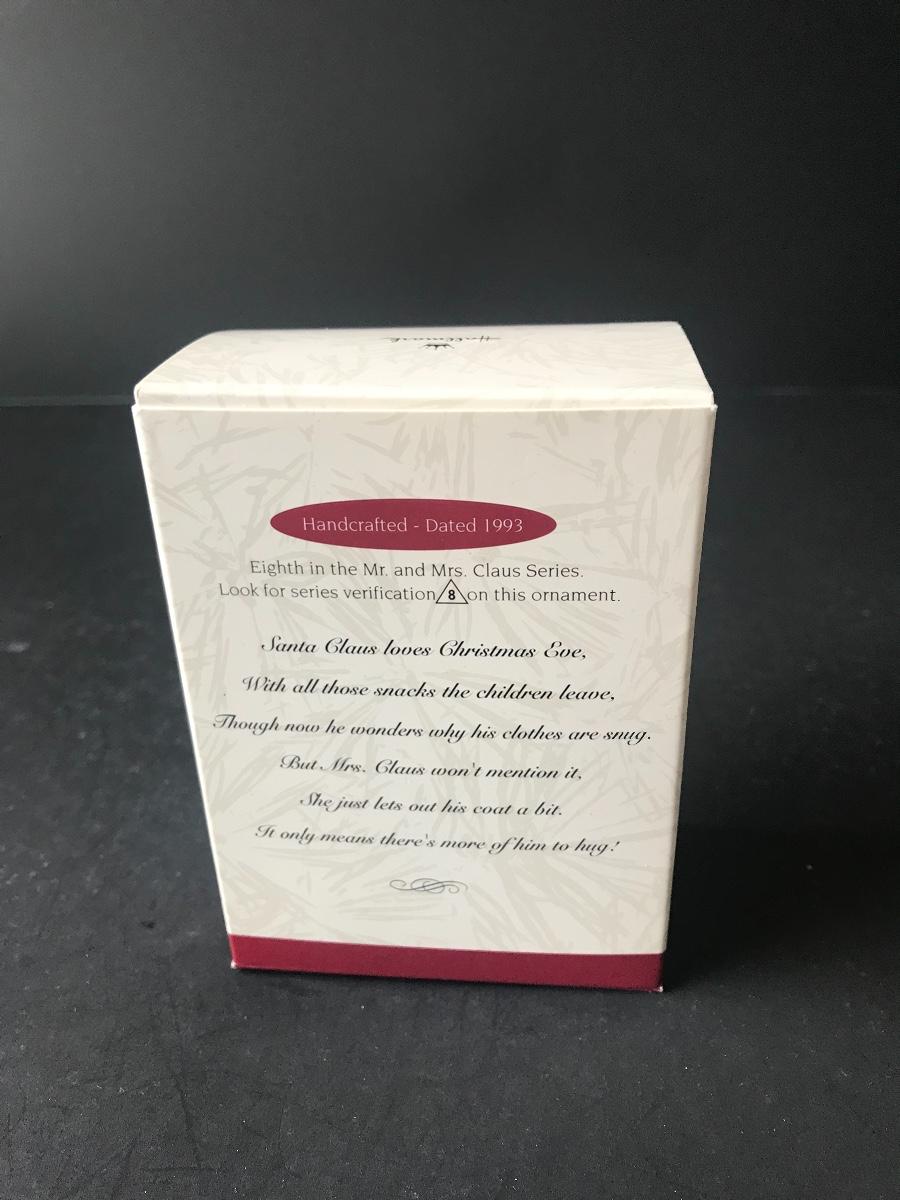 Hallmark
Handcrafted - Dated 1993
Eighth in the Mr. and Mrs. Claus Series.
Look for series verification 8 on this ornament.
Santa Claus loves Christmas Eve,
With all those snacks the children leave,
Though now he wonders why his clothes are snug.
But Mrs. Claus won't mention it,
She just lets out his coat a bit.
It only means there's more of him to hug!